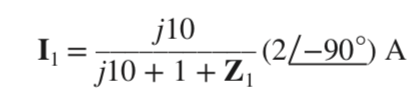 I₁ = j10 / (j10 + 1 + Z₁) (2∠−90°) A